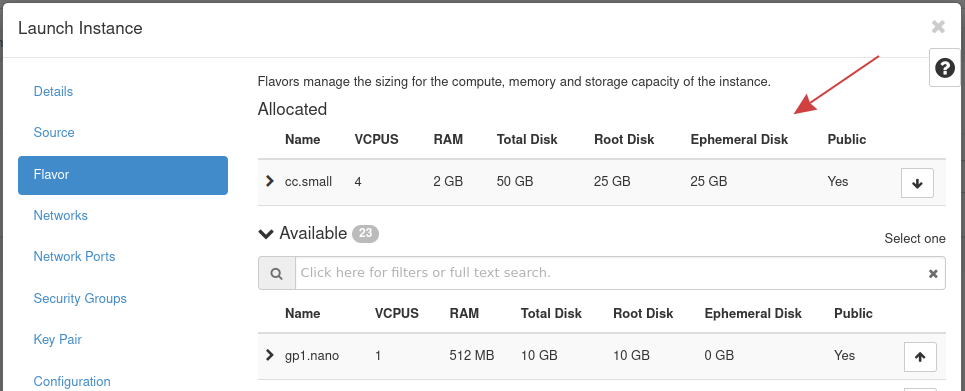 Launch Instance
Details
Source
Flavor
Networks
Network Ports
Security Groups
Key Pair
Configuration
Flavors manage the sizing for the compute, memory and storage capacity of the instance.
Allocated
Name VCPUS RAM Total Disk Root Disk Ephemeral Disk Public
cc.small 4 2 GB 50 GB 25 GB 25 GB Yes
Available 23
Select one
Click here for filters or full text search.
Name VCPUS RAM Total Disk Root Disk Ephemeral Disk Public
gp1.nano 1 512 MB 10 GB 10 GB 0 GB Yes